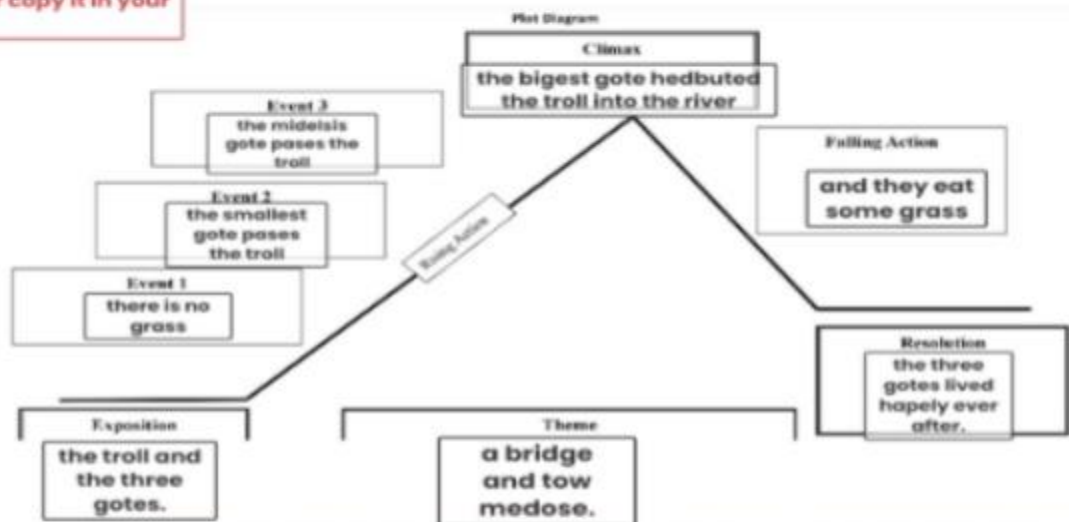 copy it in your
Plot Diagram
Climax
the bigest gote hedbuted
the troll into the river
Event 3
the midelsis
gote pases the
troll
Event 2
the smallest
gote pases
the troll
Event 1
there is no
grass
Rising Action
Falling Action
and they eat
some grass
Resolution
the three
gotes lived
hapely ever
after.
Exposition
the troll and
the three
gotes.
Theme
a bridge
and tow
medose.